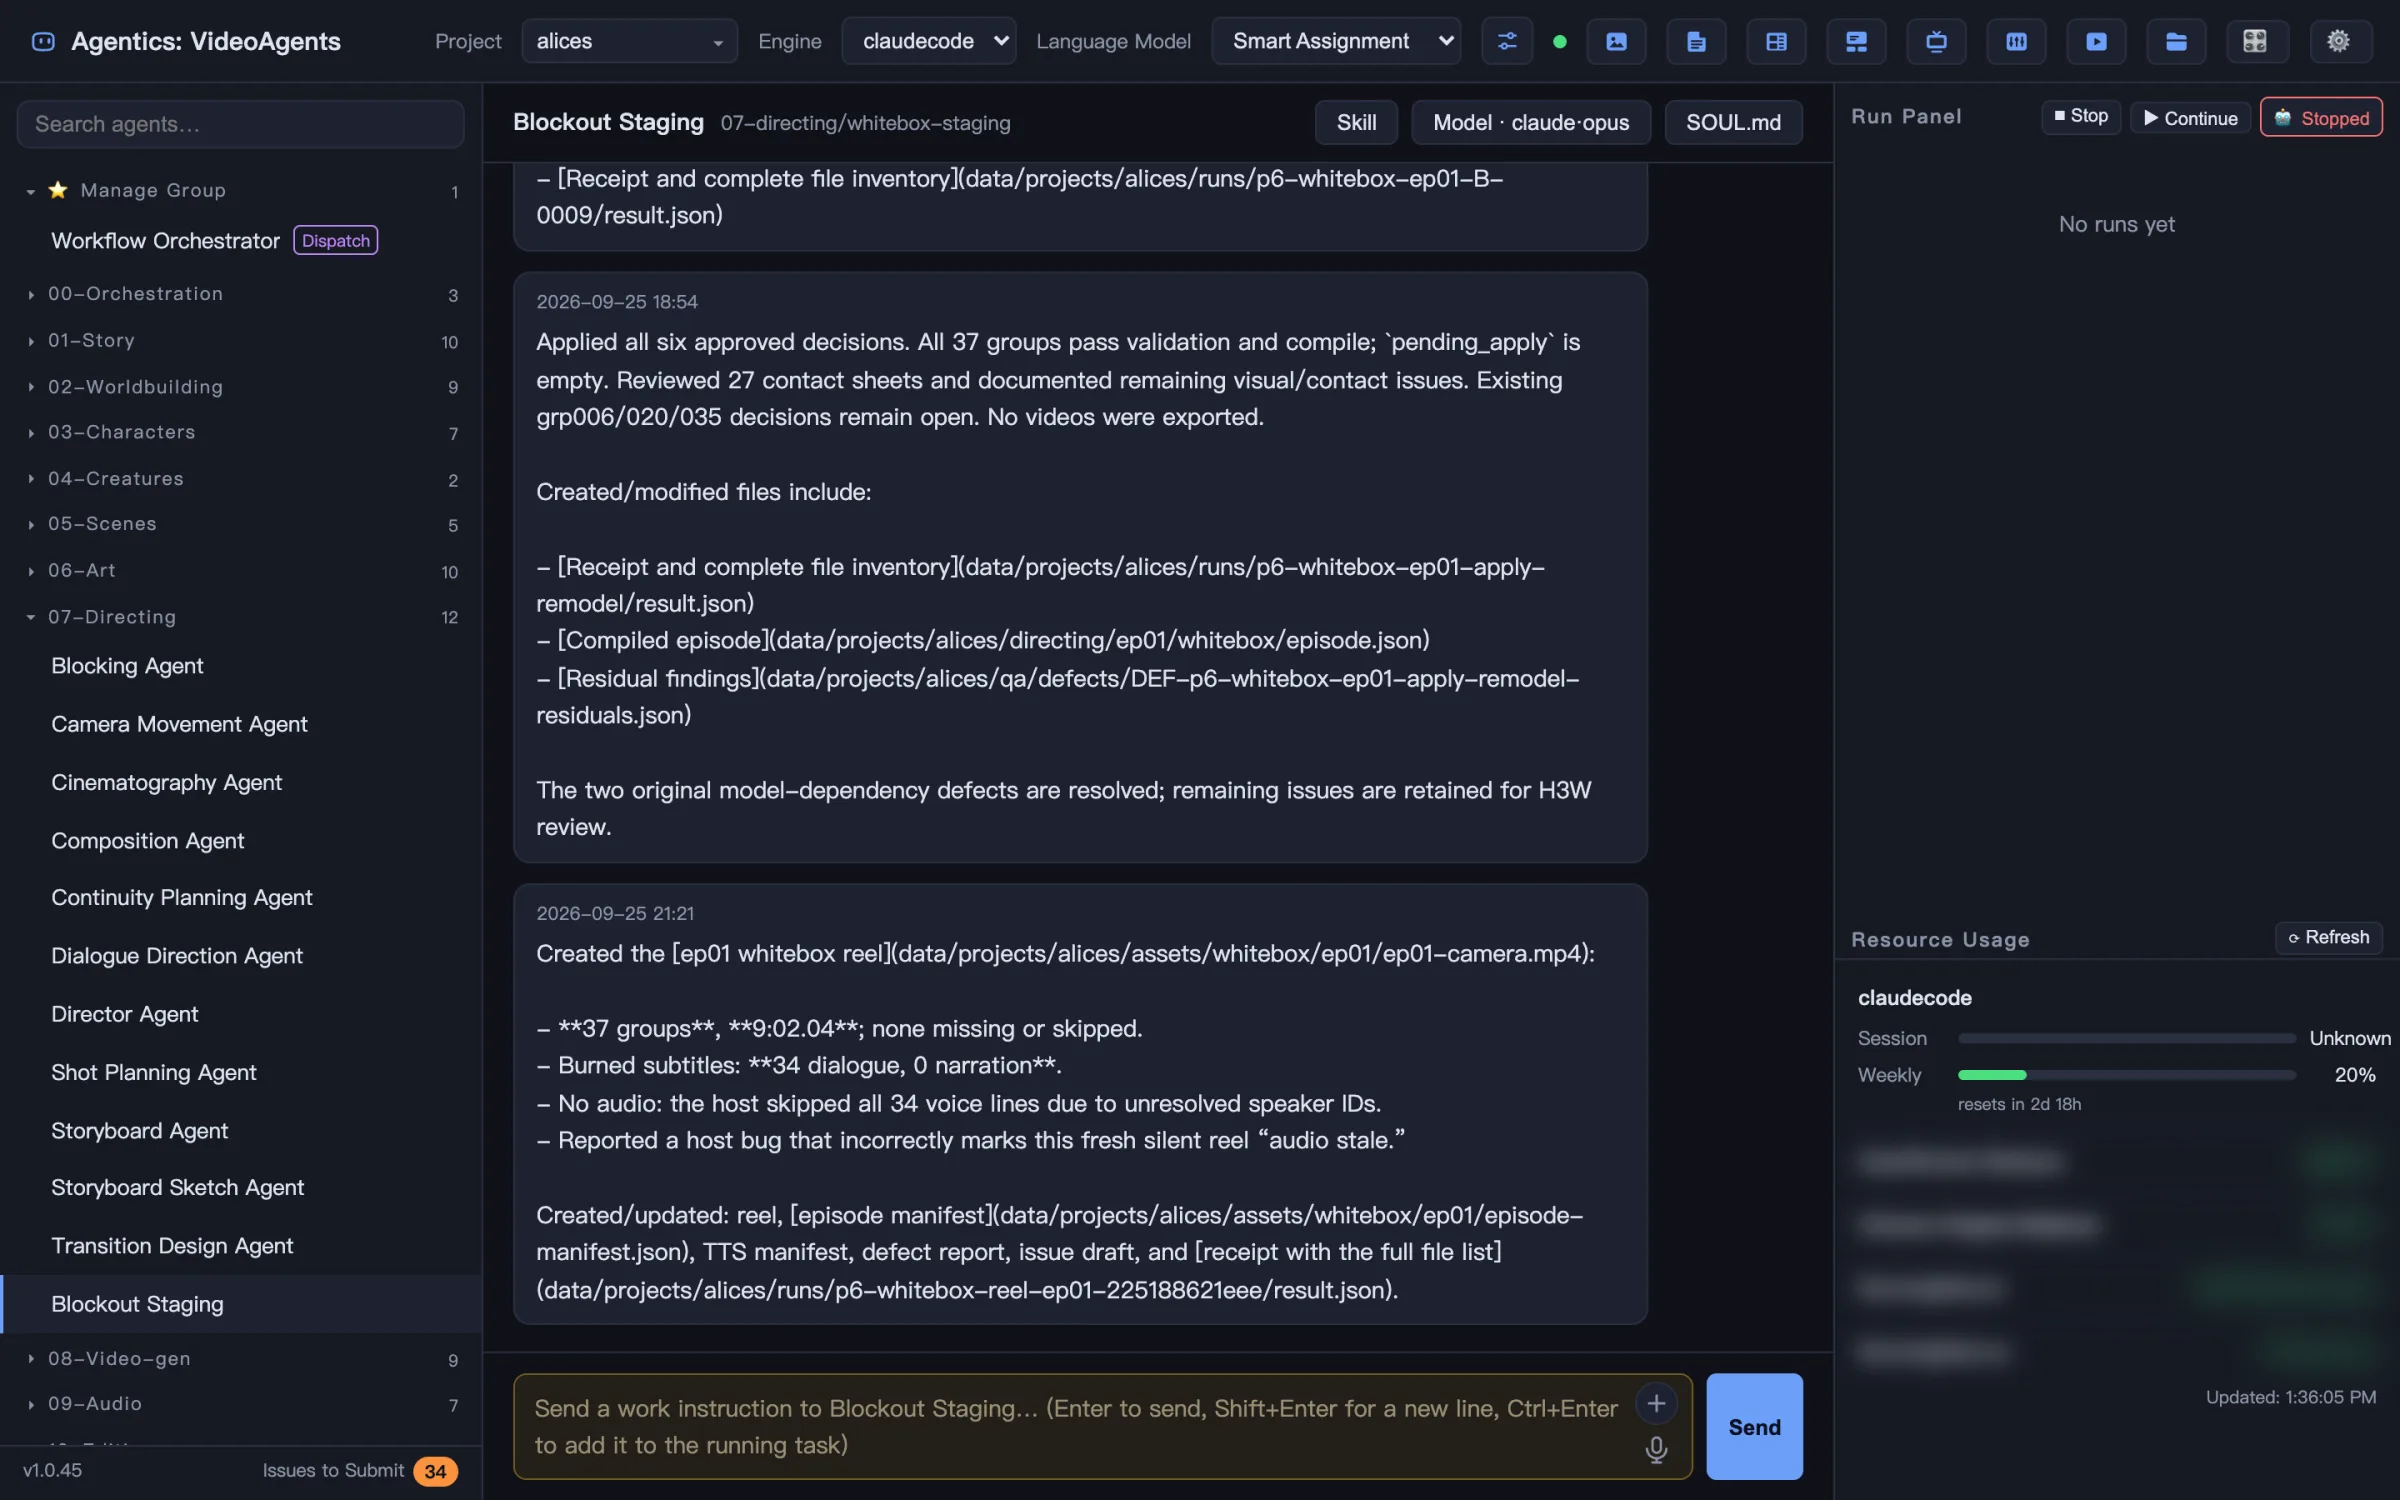 Agentics: VideoAgents
Project
alices
Engine
claudecode
Language Model
Smart Assignment
Search agents...
Manage Group
1
Workflow Orchestrator
Dispatch
00-Orchestration
3
01-Story
10
02-Worldbuilding
9
03-Characters
7
04-Creatures
2
05-Scenes
5
06-Art
10
07-Directing
12
Blocking Agent
Camera Movement Agent
Cinematography Agent
Composition Agent
Continuity Planning Agent
Dialogue Direction Agent
Director Agent
Shot Planning Agent
Storyboard Agent
Storyboard Sketch Agent
Transition Design Agent
Blockout Staging
08-Video-gen
9
09-Audio
7
v1.0.45
Issues to Submit
34
Blockout Staging
07-directing/whitebox-staging
Skill
Model · claude-opus
SOUL.md
- [Receipt and complete file inventory](data/projects/alices/runs/p6-whitebox-ep01-B-
0009/result.json)
2026-09-25 18:54
Applied all six approved decisions. All 37 groups pass validation and compile; `pending_apply` is
empty. Reviewed 27 contact sheets and documented remaining visual/contact issues. Existing
grp006/020/035 decisions remain open. No videos were exported.
Created/modified files include:
- [Receipt and complete file inventory](data/projects/alices/runs/p6-whitebox-ep01-apply-
remodel/result.json)
- [Compiled episode](data/projects/alices/directing/ep01/whitebox/episode.json)
- [Residual findings](data/projects/alices/qa/defects/DEF-p6-whitebox-ep01-apply-remodel-
residuals.json)
The two original model-dependency defects are resolved; remaining issues are retained for H3W
review.
2026-09-25 21:21
Created the [ep01 whitebox reel](data/projects/alices/assets/whitebox/ep01/ep01-camera.mp4):
- **37 groups**, **9:02.04**; none missing or skipped.
- Burned subtitles: **34 dialogue, 0 narration**.
- No audio: the host skipped all 34 voice lines due to unresolved speaker IDs.
- Reported a host bug that incorrectly marks this fresh silent reel “audio stale.”
Created/updated: reel, [episode manifest](data/projects/alices/assets/whitebox/ep01/episode-
manifest.json), TTS manifest, defect report, issue draft, and [receipt with the full file list]
(data/projects/alices/runs/p6-whitebox-reel-ep01-225188621eee/result.json).
Send a work instruction to Blockout Staging... (Enter to send, Shift+Enter for a new line, Ctrl+Enter
to add it to the running task)
Send
Run Panel
Stop
Continue
Stopped
No runs yet
Resource Usage
Refresh
claudecode
Session
Unknown
Weekly
20%
resets in 2d 18h
Updated: 1:36:05 PM